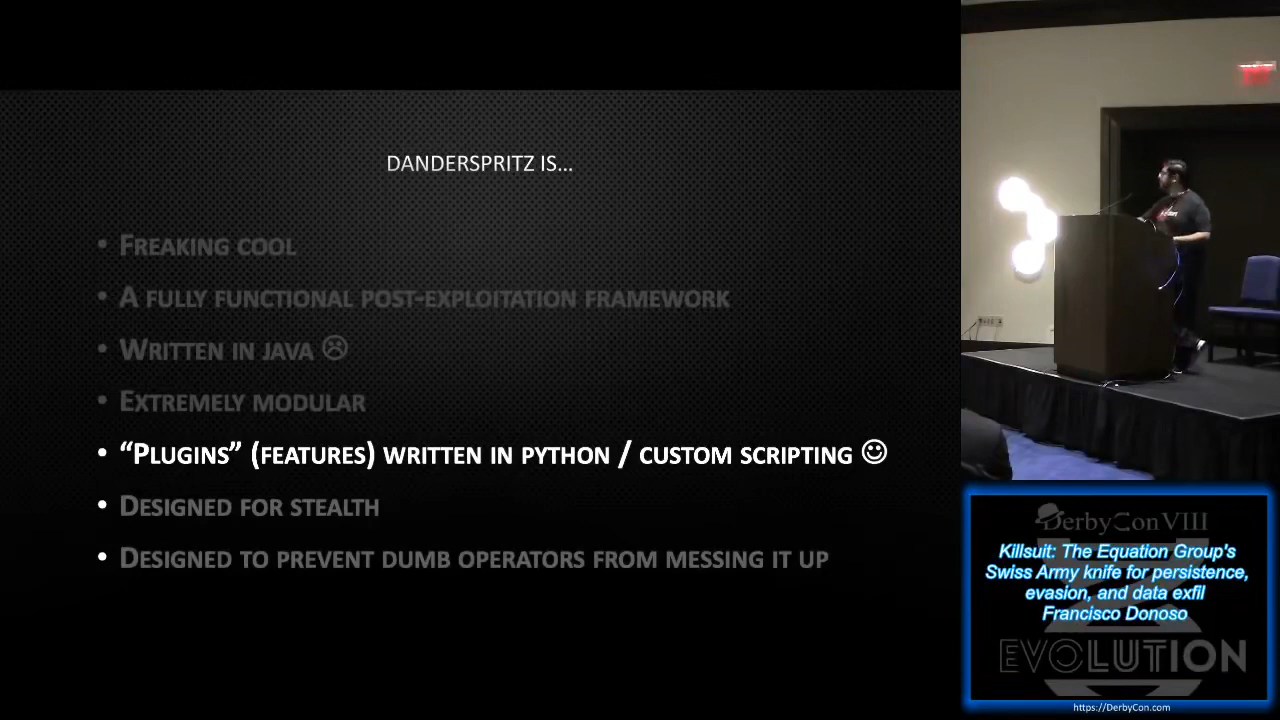 DANDERSPRITZ IS...
• FREAKING COOL
• A FULLY FUNCTIONAL POST-EXPLOITATION FRAMEWORK
• WRITTEN IN JAVA ☹
• EXTREMELY MODULAR
• “PLUGINS” (FEATURES) WRITTEN IN PYTHON / CUSTOM SCRIPTING ☺
• DESIGNED FOR STEALTH
• DESIGNED TO PREVENT DUMB OPERATORS FROM MESSING IT UP
DerbyCon VIII
Killsuit: The Equation Group's
Swiss Army knife for persistence,
evasion, and data exfil
Francisco Donoso
EVOLUTION
https://DerbyCon.com